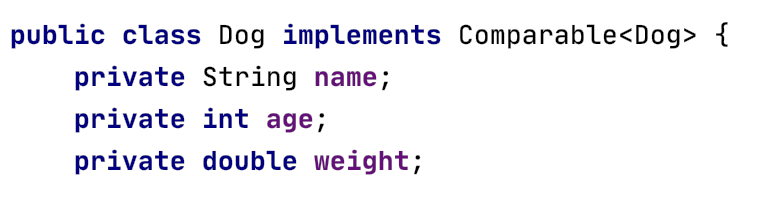 public class Dog implements Comparable<Dog> {
    private String name;
    private int age;
    private double weight;